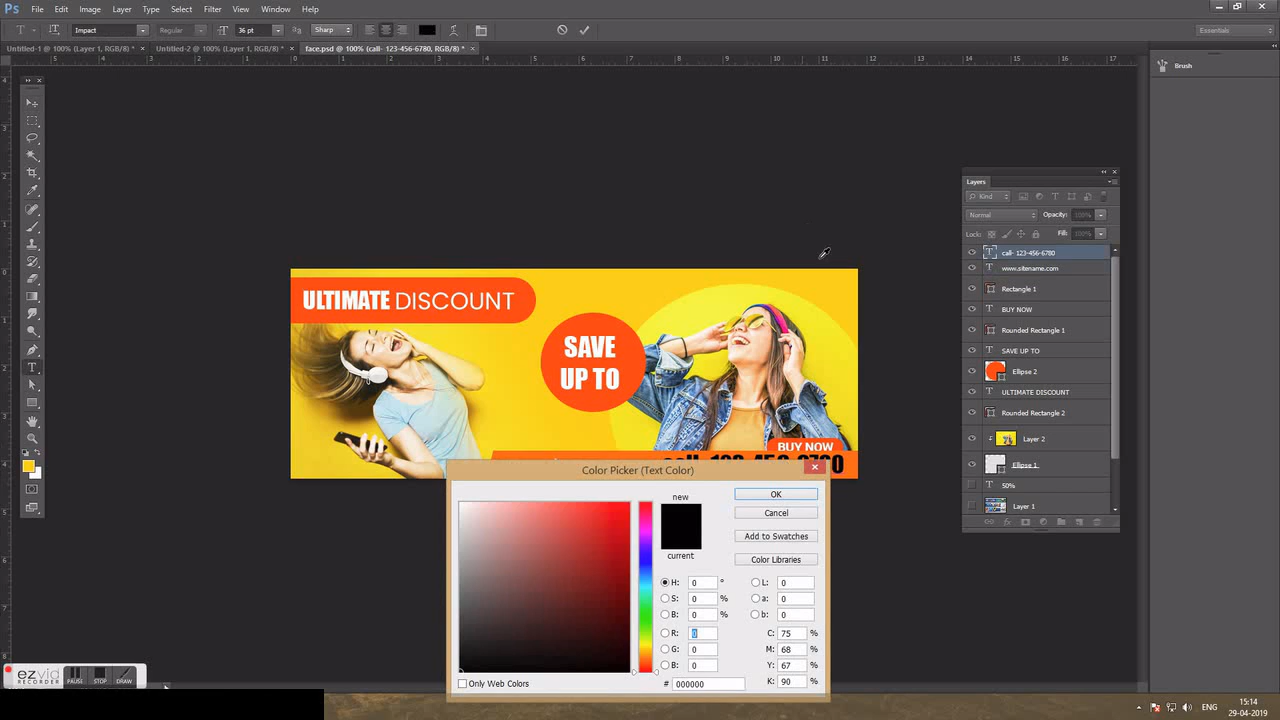 Ps File Edit Image Layer Type Select Filter View Window Help
T Impact Regular 36 pt Sharp Essentials
Untitled-1 @ 100% (Layer 1, RGB/8) * × Untitled-2 @ 100% (Layer 1, RGB/8) * × face.psd @ 100% (call- 123-456-6780, RGB/8) * ×
Brush
Layers
Kind
Normal Opacity: 100%
Lock: Fill: 100%
call- 123-456-6780
www.sitename.com
Rectangle 1
BUY NOW
Rounded Rectangle 1
SAVE UP TO
Ellipse 2
ULTIMATE DISCOUNT
Rounded Rectangle 2
Layer 2
Ellipse 1
50%
Layer 1
ULTIMATE DISCOUNT
SAVE
UP TO
BUY NOW
Color Picker (Text Color)
new
current
OK
Cancel
Add to Swatches
Color Libraries
H: 0 ° L: 0
S: 0 % a: 0
B: 0 % b: 0
R: 0 C: 75 %
G: 0 M: 68 %
B: 0 Y: 67 %
# 000000 K: 90 %
Only Web Colors
ezvid
RECORDER
PAUSE STOP DRAW
ENG 15:14
29-04-2019